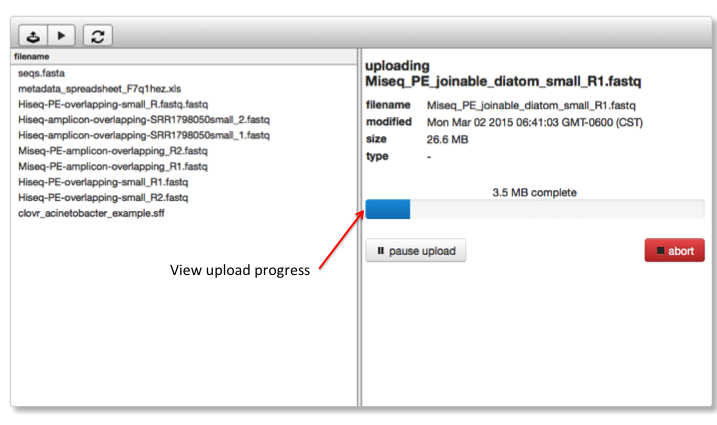 filename
seqs.fasta
metadata_spreadsheet_F7q1hez.xls
Hiseq-PE-overlapping-small_R.fastq.fastq
Hiseq-amplicon-overlapping-SRR1798050small_2.fastq
Hiseq-amplicon-overlapping-SRR1798050small_1.fastq
Miseq-PE-amplicon-overlapping_R2.fastq
Miseq-PE-amplicon-overlapping_R1.fastq
Hiseq-PE-overlapping-small_R1.fastq
Hiseq-PE-overlapping-small_R2.fastq
clovr_acinetobacter_example.sff
View upload progress
uploading
Miseq_PE_joinable_diatom_small_R1.fastq
filename Miseq_PE_joinable_diatom_small_R1.fastq
modified Mon Mar 02 2015 06:41:03 GMT-0600 (CST)
size 26.6 MB
type -
3.5 MB complete
pause upload
abort